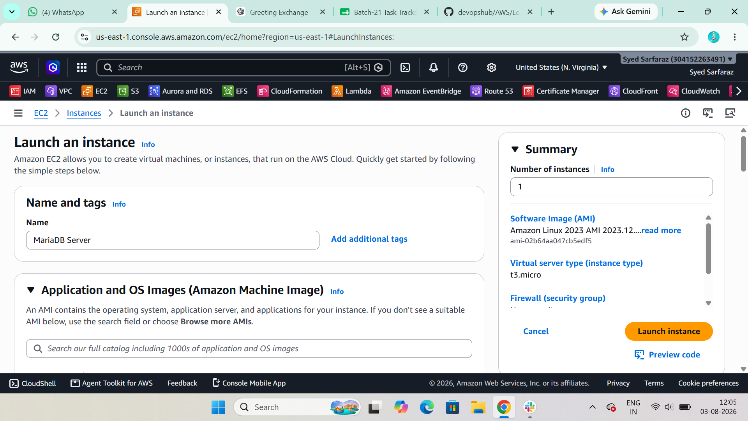 (4) WhatsApp
Launch an instance
Greeting Exchange
Batch-21 Task Track
devopshub/AWS/L
Ask Gemini
us-east-1.console.aws.amazon.com/ec2/home?region=us-east-1#LaunchInstances:
aws
Search
[Alt+S]
United States (N. Virginia)
Syed Sarfaraz (304152263491)
Syed Sarfaraz
IAM VPC EC2 S3 Aurora and RDS EFS CloudFormation Lambda Amazon EventBridge Route 53 Certificate Manager CloudFront CloudWatch
EC2 > Instances > Launch an instance
Launch an instance Info
Amazon EC2 allows you to create virtual machines, or instances, that run on the AWS Cloud. Quickly get started by following
the simple steps below.
Name and tags Info
Name
MariaDB Server
Add additional tags
Application and OS Images (Amazon Machine Image) Info
An AMI contains the operating system, application server, and applications for your instance. If you don't see a suitable
AMI below, use the search field or choose Browse more AMIs.
Search our full catalog including 1000s of application and OS images
Summary
Number of instances Info
1
Software Image (AMI)
Amazon Linux 2023 AMI 2023.12....read more
ami-02b64aa047cb5edf5
Virtual server type (instance type)
t3.micro
Firewall (security group)
Cancel
Launch instance
Preview code
CloudShell Agent Toolkit for AWS Feedback Console Mobile App
© 2026, Amazon Web Services, Inc. or its affiliates. Privacy Terms Cookie preferences
Search
ENG
IN
12:05
03-08-2026